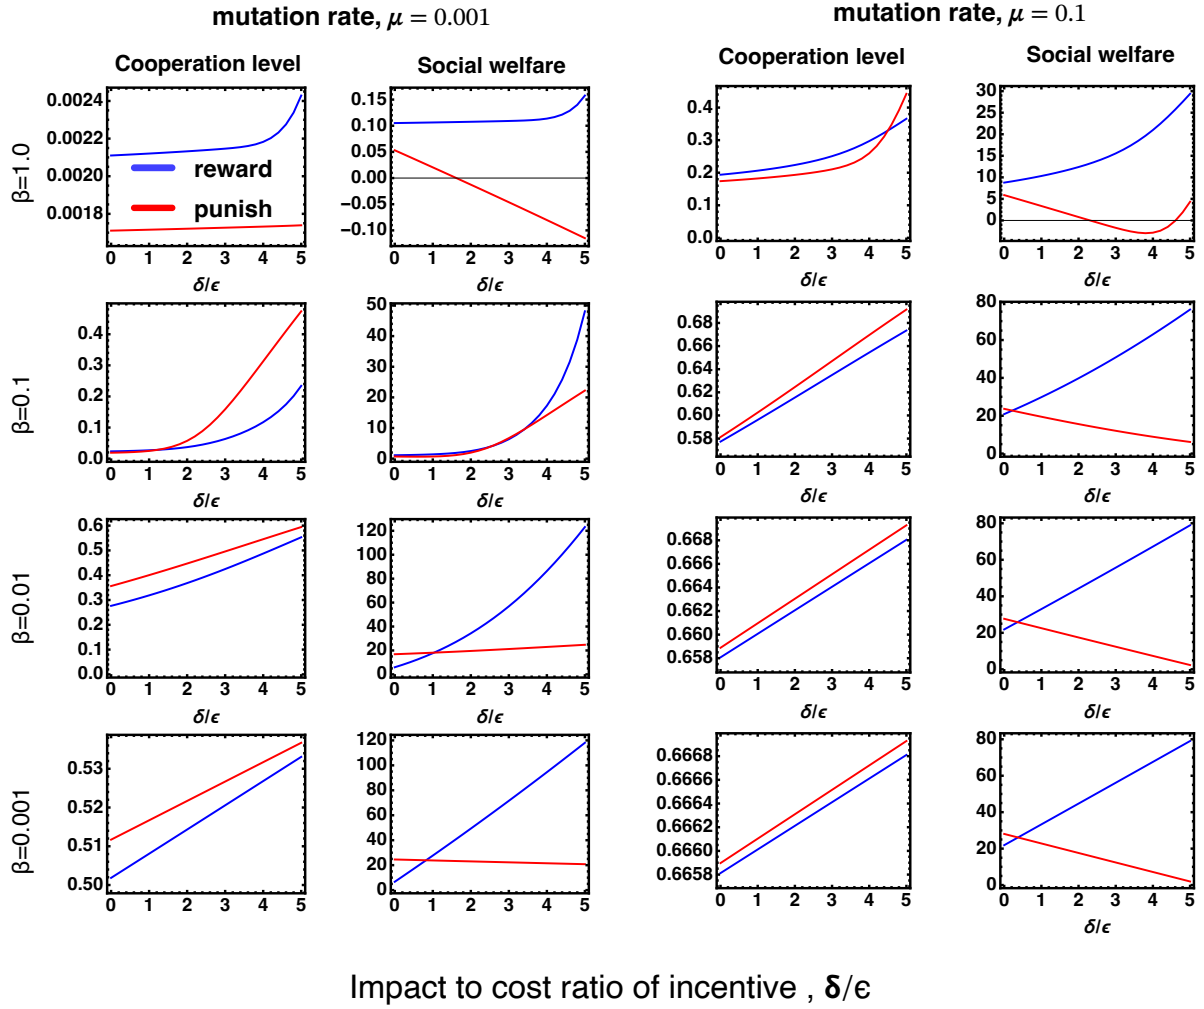 mutation rate, μ = 0.001
mutation rate, μ = 0.1
Cooperation level
Social welfare
Cooperation level
Social welfare
β=1.0
0.0024
0.0022
0.0020
0.0018
reward
punish
0 1 2 3 4 5
δ/ϵ
0.15
0.10
0.05
0.00
−0.05
−0.10
0 1 2 3 4 5
δ/ϵ
0.4
0.3
0.2
0.1
0.0
0 1 2 3 4 5
δ/ϵ
30
25
20
15
10
5
0
0 1 2 3 4 5
δ/ϵ
β=0.1
0.4
0.3
0.2
0.1
0.0
0 1 2 3 4 5
δ/ϵ
50
40
30
20
10
0
0 1 2 3 4 5
δ/ϵ
0.68
0.66
0.64
0.62
0.60
0.58
0 1 2 3 4 5
δ/ϵ
80
60
40
20
0
0 1 2 3 4 5
δ/ϵ
β=0.01
0.6
0.5
0.4
0.3
0.2
0.1
0.0
0 1 2 3 4 5
δ/ϵ
120
100
80
60
40
20
0
0 1 2 3 4 5
δ/ϵ
0.668
0.666
0.664
0.662
0.660
0.658
0 1 2 3 4 5
δ/ϵ
80
60
40
20
0
0 1 2 3 4 5
δ/ϵ
β=0.001
0.53
0.52
0.51
0.50
0 1 2 3 4 5
120
100
80
60
40
20
0
0 1 2 3 4 5
0.6668
0.6666
0.6664
0.6662
0.6660
0.6658
0 1 2 3 4 5
80
60
40
20
0
0 1 2 3 4 5
δ/ϵ
Impact to cost ratio of incentive , δ/ϵ